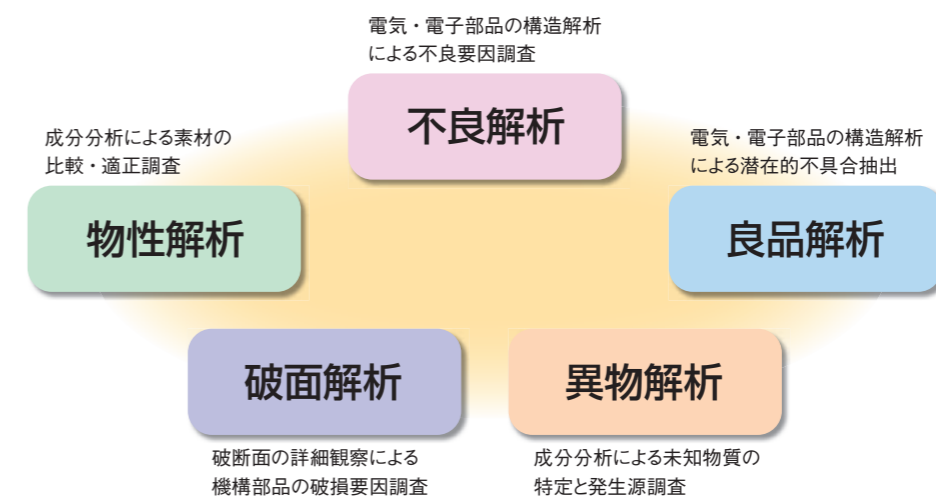 電気・電子部品の構造解析
による不良要因調査
不良解析
成分分析による素材の
比較・適正調査
物性解析
電気・電子部品の構造解析
による潜在的不具合抽出
良品解析
破面解析
破断面の詳細観察による
機構部品の破損要因調査
異物解析
成分分析による未知物質の
特定と発生源調査